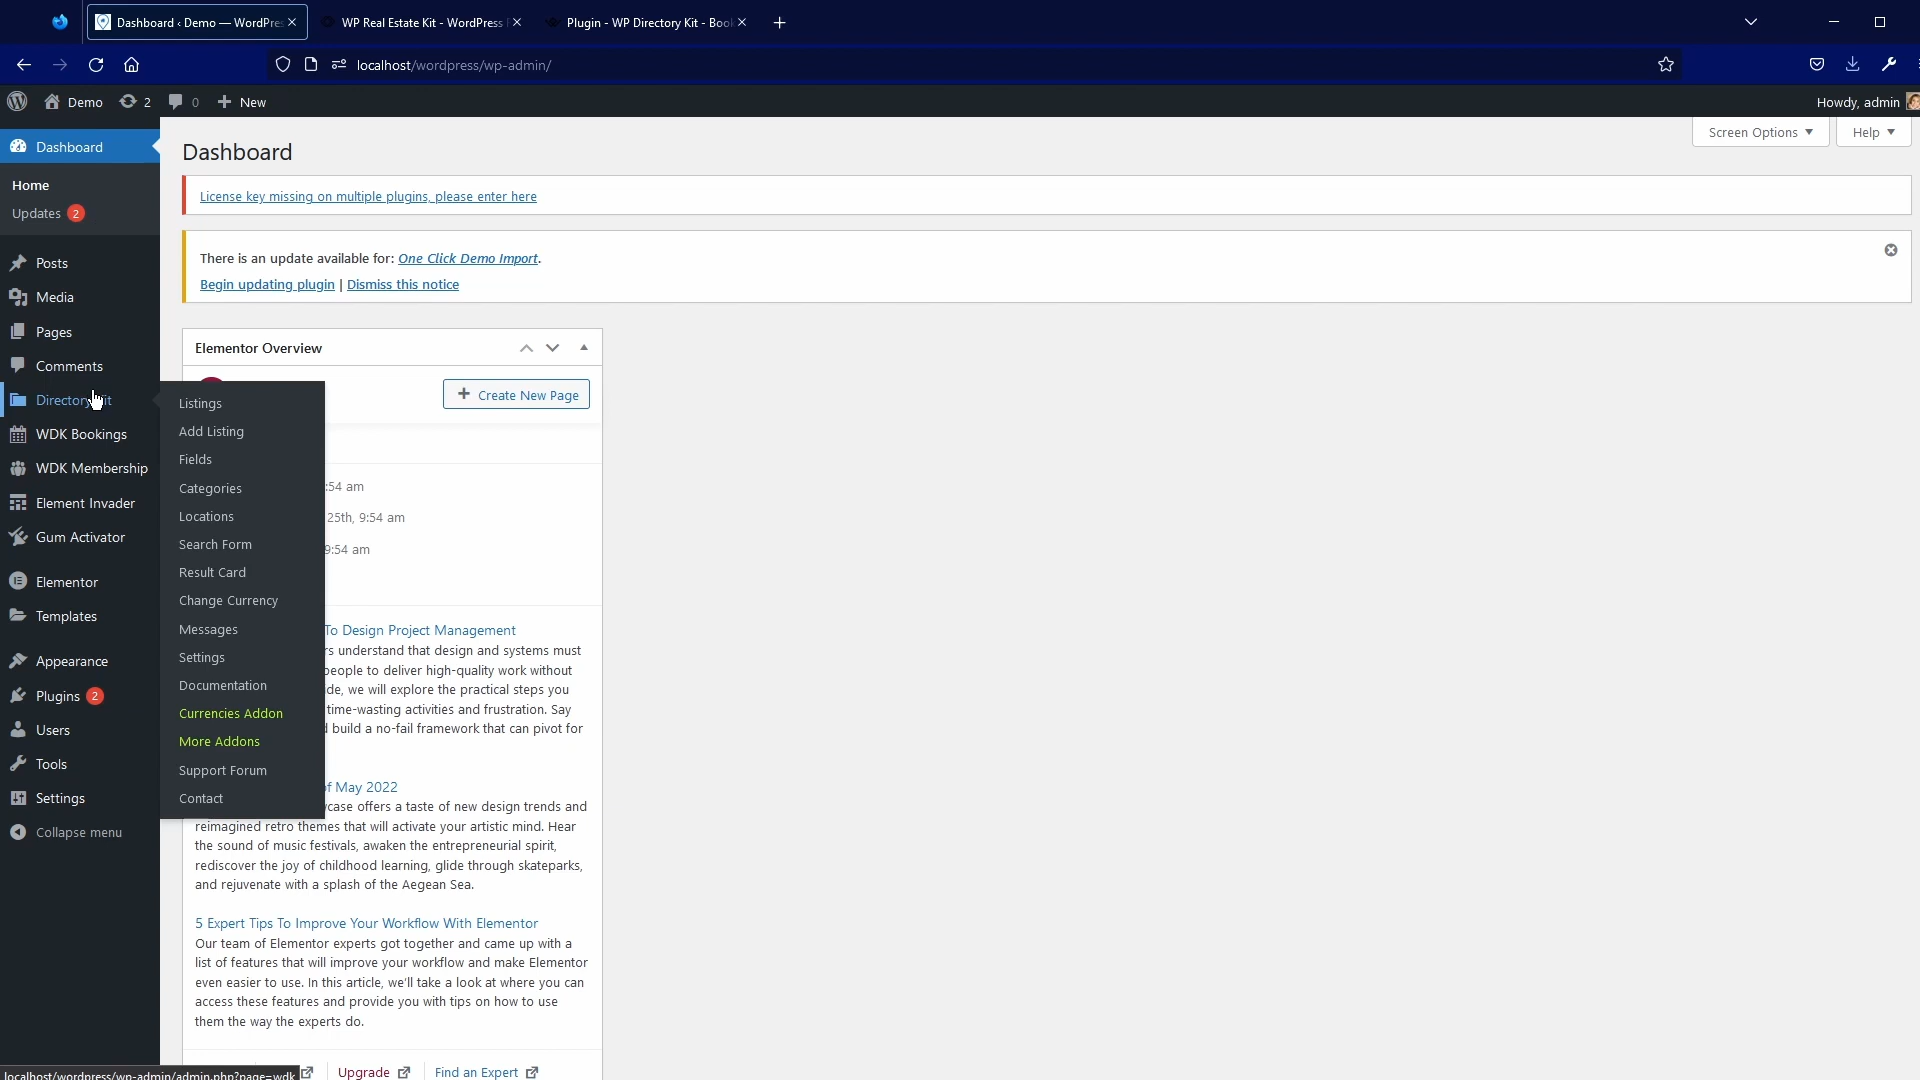 Dashboard ‹ Demo — WordPre
WP Real Estate Kit - WordPress
Plugin - WP Directory Kit - Boo
localhost/wordpress/wp-admin/
Demo
2
0
New
Howdy, admin
Dashboard
Home
Updates 2
Posts
Media
Pages
Comments
WDK Bookings
WDK Membership
Element Invader
Gum Activator
Elementor
Templates
Appearance
Plugins 2
Users
Tools
Settings
Collapse menu
Listings
Add Listing
Fields
Categories
Locations
Search Form
Result Card
Change Currency
Messages
Settings
Documentation
Currencies Addon
More Addons
Support Forum
Contact
Screen Options
Help
Dashboard
License key missing on multiple plugins, please enter here
There is an update available for: One Click Demo Import.
Begin updating plugin | Dismiss this notice
Elementor Overview
Create New Page
:54 am
25th, 9:54 am
9:54 am
To Design Project Management
rs understand that design and systems must
people to deliver high-quality work without
de, we will explore the practical steps you
time-wasting activities and frustration. Say
build a no-fail framework that can pivot for
of May 2022
wcase offers a taste of new design trends and
reimagined retro themes that will activate your artistic mind. Hear
the sound of music festivals, awaken the entrepreneurial spirit,
rediscover the joy of childhood learning, glide through skateparks,
and rejuvenate with a splash of the Aegean Sea.
5 Expert Tips To Improve Your Workflow With Elementor
Our team of Elementor experts got together and came up with a
list of features that will improve your workflow and make Elementor
even easier to use. In this article, we'll take a look at where you can
access these features and provide you with tips on how to use
them the way the experts do.
Upgrade
Find an Expert
localhost/wordpress/wp-admin/admin.php?page=wdk